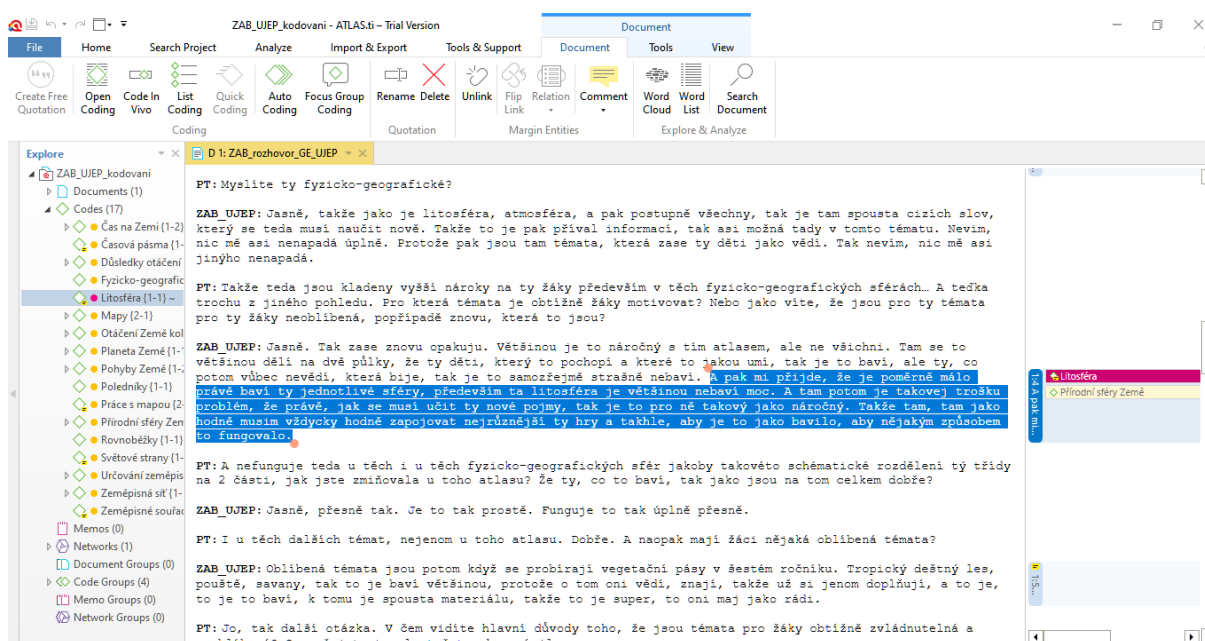 ZAB_UJEP_kodovani - ATLAS.ti – Trial Version
Document
File Home Search Project Analyze Import & Export Tools & Support Document Tools View
Create Free Quotation
Open Coding
Code In Vivo
List Coding
Quick Coding
Auto Coding
Focus Group Coding
Rename
Delete
Unlink
Flip Link
Relation
Comment
Word Cloud
Word List
Search Document
Coding
Quotation
Margin Entities
Explore & Analyze
Explore
ZAB_UJEP_kodovani
Documents (1)
Codes (17)
Čas na Zemi {1-2}
Časová pásma {1-
Důsledky otáčení
Fyzicko-geografic
Litosféra {1-1} ~
Mapy {2-1}
Otáčení Země kol
Planeta Země {1-
Pohyby Země {1-
Poledníky {1-1}
Práce s mapou {2-
Přírodní sféry Zem
Rovnoběžky {1-1}
Světové strany {1-
Určování zeměpis
Zeměpisná síť {1-
Zeměpisné souřad
Memos (0)
Networks (1)
Document Groups (0)
Code Groups (4)
Memo Groups (0)
Network Groups (0)
D 1: ZAB_rozhovor_GE_UJEP
PT: Myslíte ty fyzicko-geografické?
ZAB_UJEP: Jasně, takže jako je litosféra, atmosféra, a pak postupně všechny, tak je tam spousta cizích slov,
který se teda musí naučit nově. Takže to je pak příval informací, tak asi možná tady v tomto tématu. Nevim,
nic mě asi nenapadá úplně. Protože pak jsou tam témata, která zase ty děti jako vědí. Tak nevím, nic mě asi
jinýho nenapadá.
PT: Takže teda jsou kladeny vyšší nároky na ty žáky především v těch fyzicko-geografických sférách… A teďka
trochu z jiného pohledu. Pro která témata je obtížně žáky motivovat? Nebo jako víte, že jsou pro ty témata
pro ty žáky neoblíbená, popřípadě znovu, která to jsou?
ZAB_UJEP: Jasně. Tak zase znovu opakuju. Většinou je to náročný s tím atlasem, ale ne všichni. Tam se to
většinou dělí na dvě půlky, že ty děti, který to pochopí a které to jakou umí, tak je to baví, ale ty, co
potom vůbec nevědí, která bije, tak je to samozřejmě strašně nebaví. A pak mi přijde, že je poměrně málo
právě baví ty jednotlivé sféry, především ta litosféra je většinou nebaví moc. A tam potom je takovej trošku
problém, že právě, jak se musí učit ty nové pojmy, tak je to pro ně takový jako náročný. Takže tam, tam jako
hodně musim vždycky hodně zapojovat nejrůznější ty hry a takhle, aby je to jako bavilo, aby nějakým způsobem
to fungovalo.
PT: A nefunguje teda u těch i u těch fyzicko-geografických sfér jakoby takovéto schématické rozdělení tý třídy
na 2 části, jak jste zmiňovala u toho atlasu? Že ty, co to baví, tak jako jsou na tom celkem dobře?
ZAB_UJEP: Jasně, přesně tak. Je to tak prostě. Funguje to tak úplně přesně.
PT: I u těch dalších témat, nejenom u toho atlasu. Dobře. A naopak mají žáci nějaká oblíbená témata?
ZAB_UJEP: Oblíbená témata jsou potom když se probírají vegetační pásy v šestém ročníku. Tropický deštný les,
pouště, savany, tak to je baví většinou, protože o tom oni vědí, znají, takže už si jenom doplňují, a to je,
to je to baví, k tomu je spousta materiálu, takže to je super, to oni maj jako rádi.
PT: Jo, tak další otázka. V čem vidíte hlavní důvody toho, že jsou témata pro žáky obtížně zvládnutelná a
1:4 A pak mi...
Litosféra
Přírodní sféry Země
1:5...